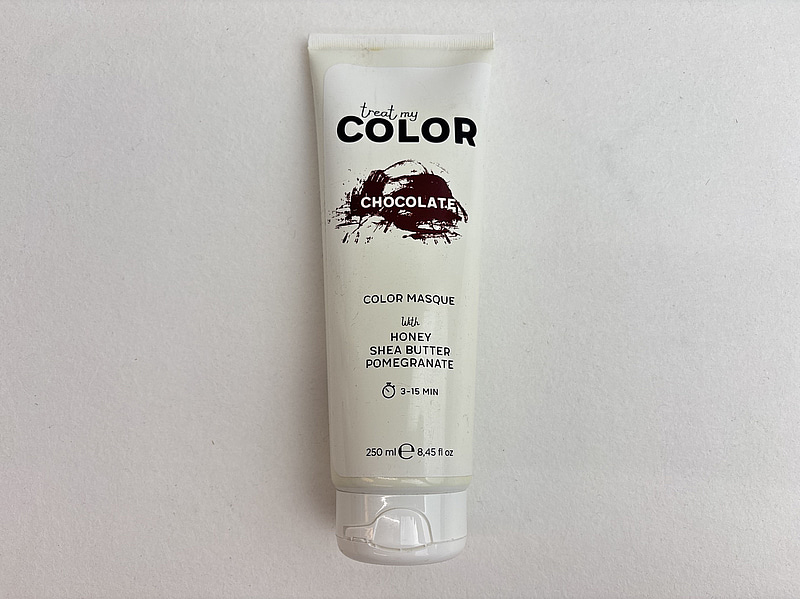 treat my
COLOR
CHOCOLATE
COLOR MASQUE
With
HONEY
SHEA BUTTER
POMEGRANATE
3-15 MIN
250 ml ℮ 8,45 fl oz